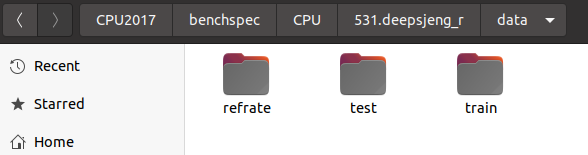 CPU2017 benchspec CPU 531.deepsjeng_r data
Recent
Starred
Home
refrate test train